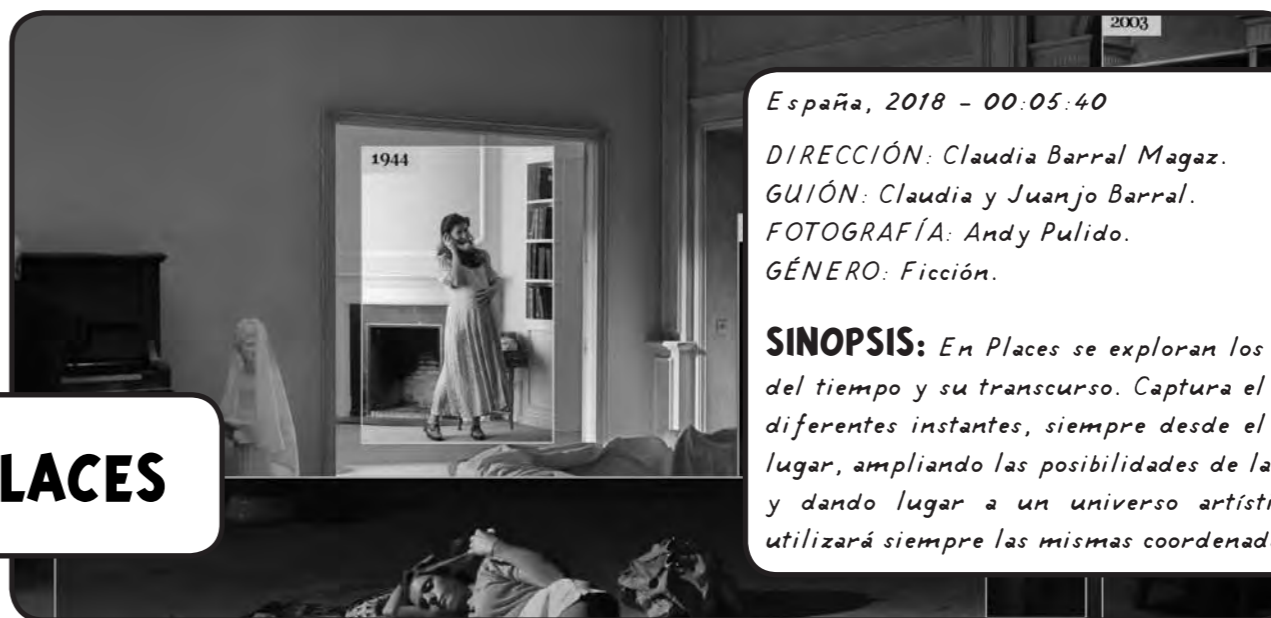 2003
1944
España, 2018 - 00:05:40
DIRECCIÓN: Claudia Barral Magaz.
GUIÓN: Claudia y Juanjo Barral.
FOTOGRAFÍA: Andy Pulido.
GÉNERO: Ficción.
SINOPSIS: En Places se exploran los
del tiempo y su transcurso. Captura el
diferentes instantes, siempre desde el
lugar, ampliando las posibilidades de la
y dando lugar a un universo
utilizará siempre las mismas
LACES